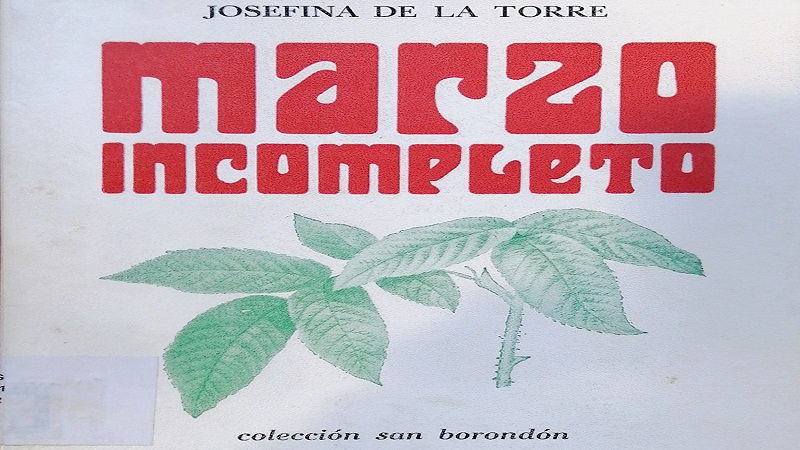 JOSEFINA DE LA TORRE
marzo
incompleto
colección san borondón